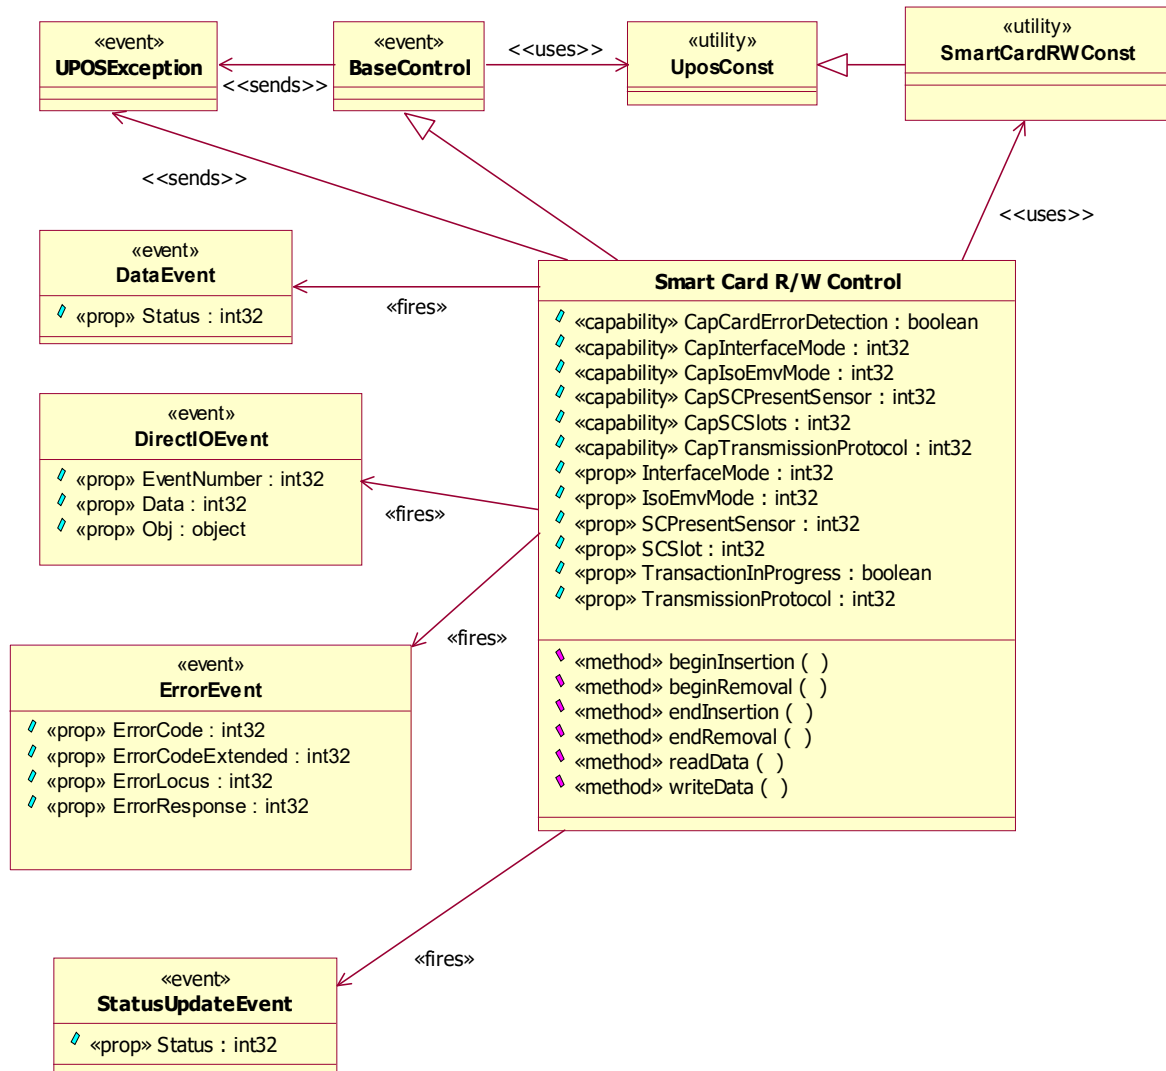 «event»
UPOSException
«event»
BaseControl
<<uses>>
«utility»
UposConst
«utility»
SmartCardRWConst
<<sends>>
<<sends>>
<<uses>>
«event»
DataEvent
«prop» Status : int32
«fires»
«event»
DirectIOEvent
«prop» EventNumber : int32
«prop» Data : int32
«prop» Obj : object
«fires»
Smart Card R/W Control
«capability» CapCardErrorDetection : boolean
«capability» CapInterfaceMode : int32
«capability» CapIsoEmvMode : int32
«capability» CapSCPresentSensor : int32
«capability» CapSCSlots : int32
«capability» CapTransmissionProtocol : int32
«prop» InterfaceMode : int32
«prop» IsoEmvMode : int32
«prop» SCPresentSensor : int32
«prop» SCSlot : int32
«prop» TransactionInProgress : boolean
«prop» TransmissionProtocol : int32
«method» beginInsertion ( )
«method» beginRemoval ( )
«method» endInsertion ( )
«method» endRemoval ( )
«method» readData ( )
«method» writeData ( )
«fires»
«event»
ErrorEvent
«prop» ErrorCode : int32
«prop» ErrorCodeExtended : int32
«prop» ErrorLocus : int32
«prop» ErrorResponse : int32
«fires»
«event»
StatusUpdateEvent
«prop» Status : int32